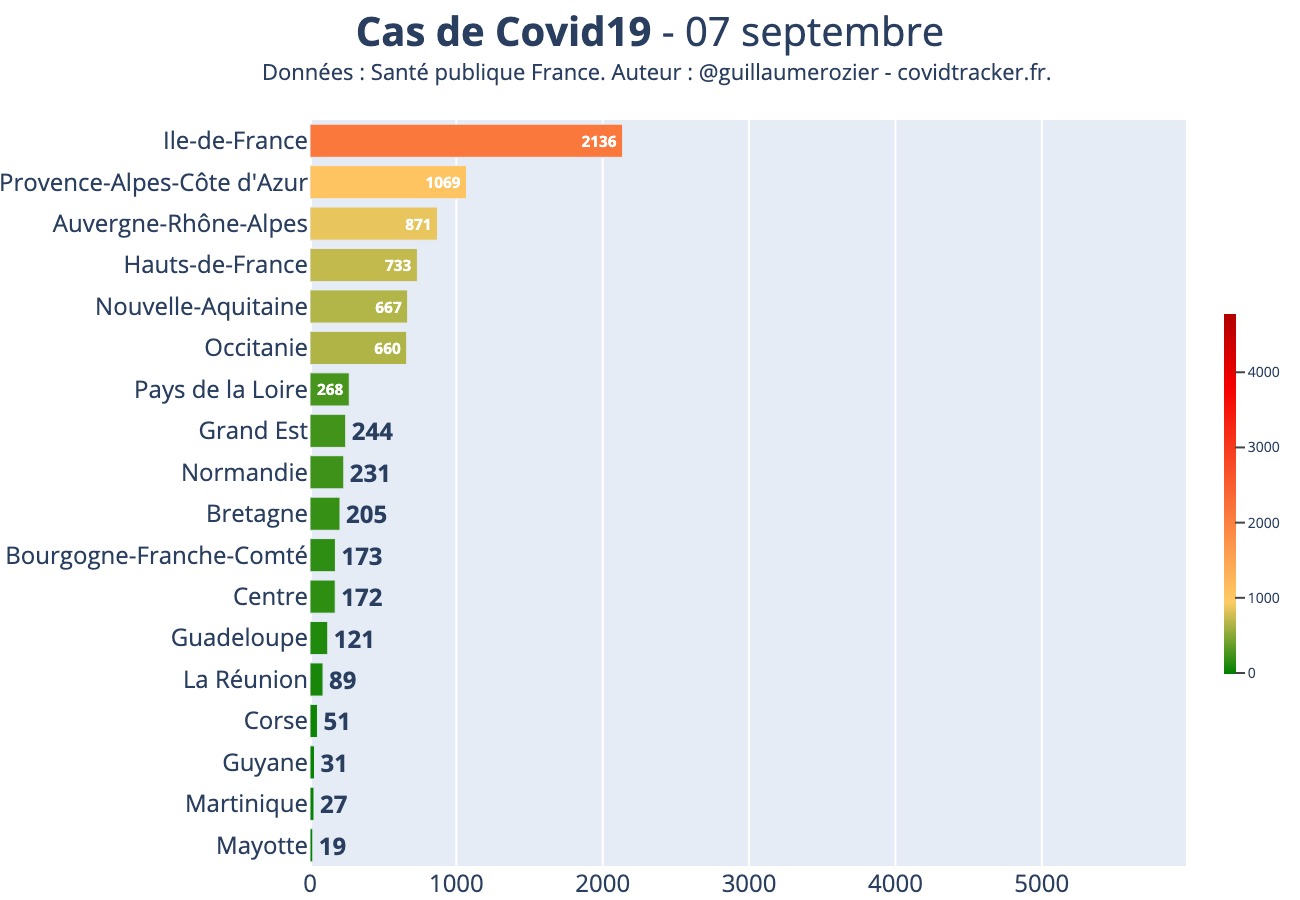 Cas de Covid19 - 07 septembre
Données : Santé publique France. Auteur : @guillaumerozier - covidtracker.fr.
Ile-de-France 2136
Provence-Alpes-Côte d'Azur 1069
Auvergne-Rhône-Alpes 871
Hauts-de-France 733
Nouvelle-Aquitaine 667
Occitanie 660
Pays de la Loire 268
Grand Est 244
Normandie 231
Bretagne 205
Bourgogne-Franche-Comté 173
Centre 172
Guadeloupe 121
La Réunion 89
Corse 51
Guyane 31
Martinique 27
Mayotte 19
0 1000 2000 3000 4000 5000
4000
3000
2000
1000
0